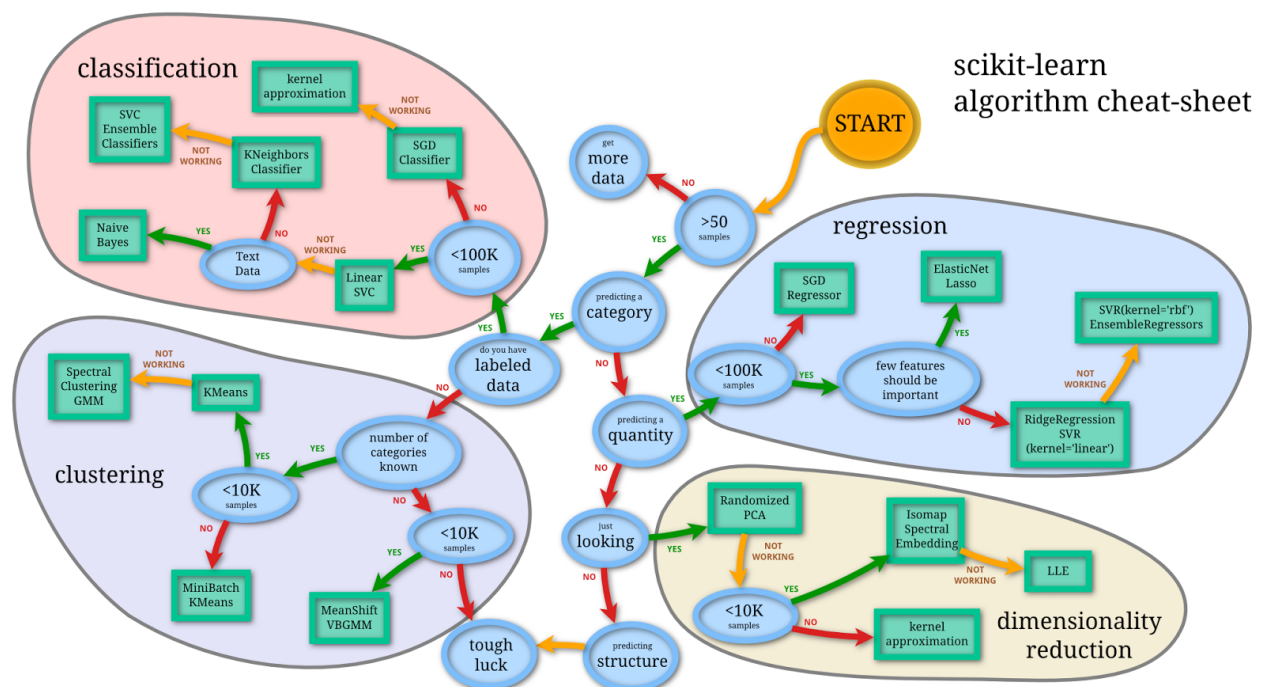 scikit-learn
algorithm cheat-sheet
START
get
more
data
NO
>50
samples
YES
predicting a
category
YES
NO
do you have
labeled
data
YES
NO
predicting a
quantity
YES
NO
just
looking
YES
NO
predicting
structure
tough
luck
classification
kernel
approximation
NOT
WORKING
SVC
Ensemble
Classifiers
NOT
WORKING
KNeighbors
Classifier
SGD
Classifier
NO
Naive
Bayes
YES
NO
Text
Data
NOT
WORKING
Linear
SVC
YES
<100K
samples
regression
SGD
Regressor
NO
ElasticNet
Lasso
YES
SVR(kernel='rbf')
EnsembleRegressors
NOT
WORKING
<100K
samples
YES
few features
should be
important
NO
RidgeRegression
SVR
(kernel='linear')
clustering
Spectral
Clustering
GMM
NOT
WORKING
KMeans
YES
<10K
samples
YES
number of
categories
known
NO
NO
<10K
samples
YES
NO
MiniBatch
KMeans
MeanShift
VBGMM
dimensionality
reduction
Randomized
PCA
NOT
WORKING
<10K
samples
YES
NO
Isomap
Spectral
Embedding
NOT
WORKING
LLE
kernel
approximation